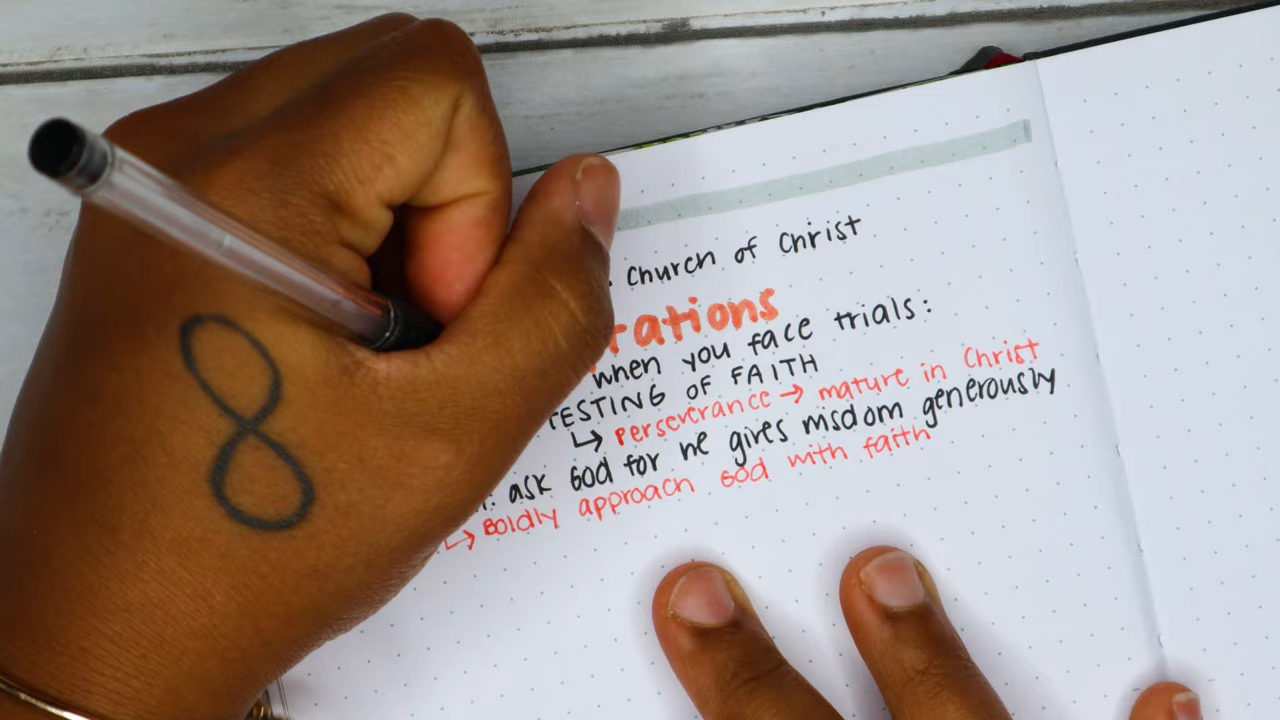 Church of Christ
rations
when you face trials:
TESTING OF FAITH
↳ Perseverance → mature in Christ
ask God for he gives wisdom generously
↳ Boldly approach God with faith